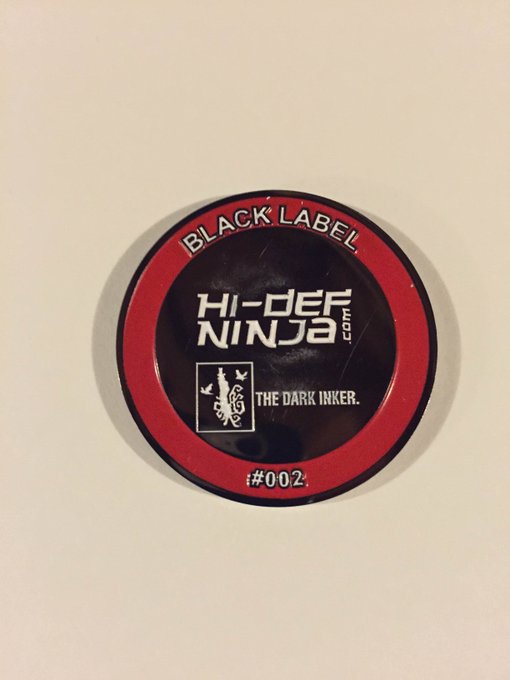 BLACK LABEL
HI-DEF
NINJA
.COM
THE DARK INKER.
#002